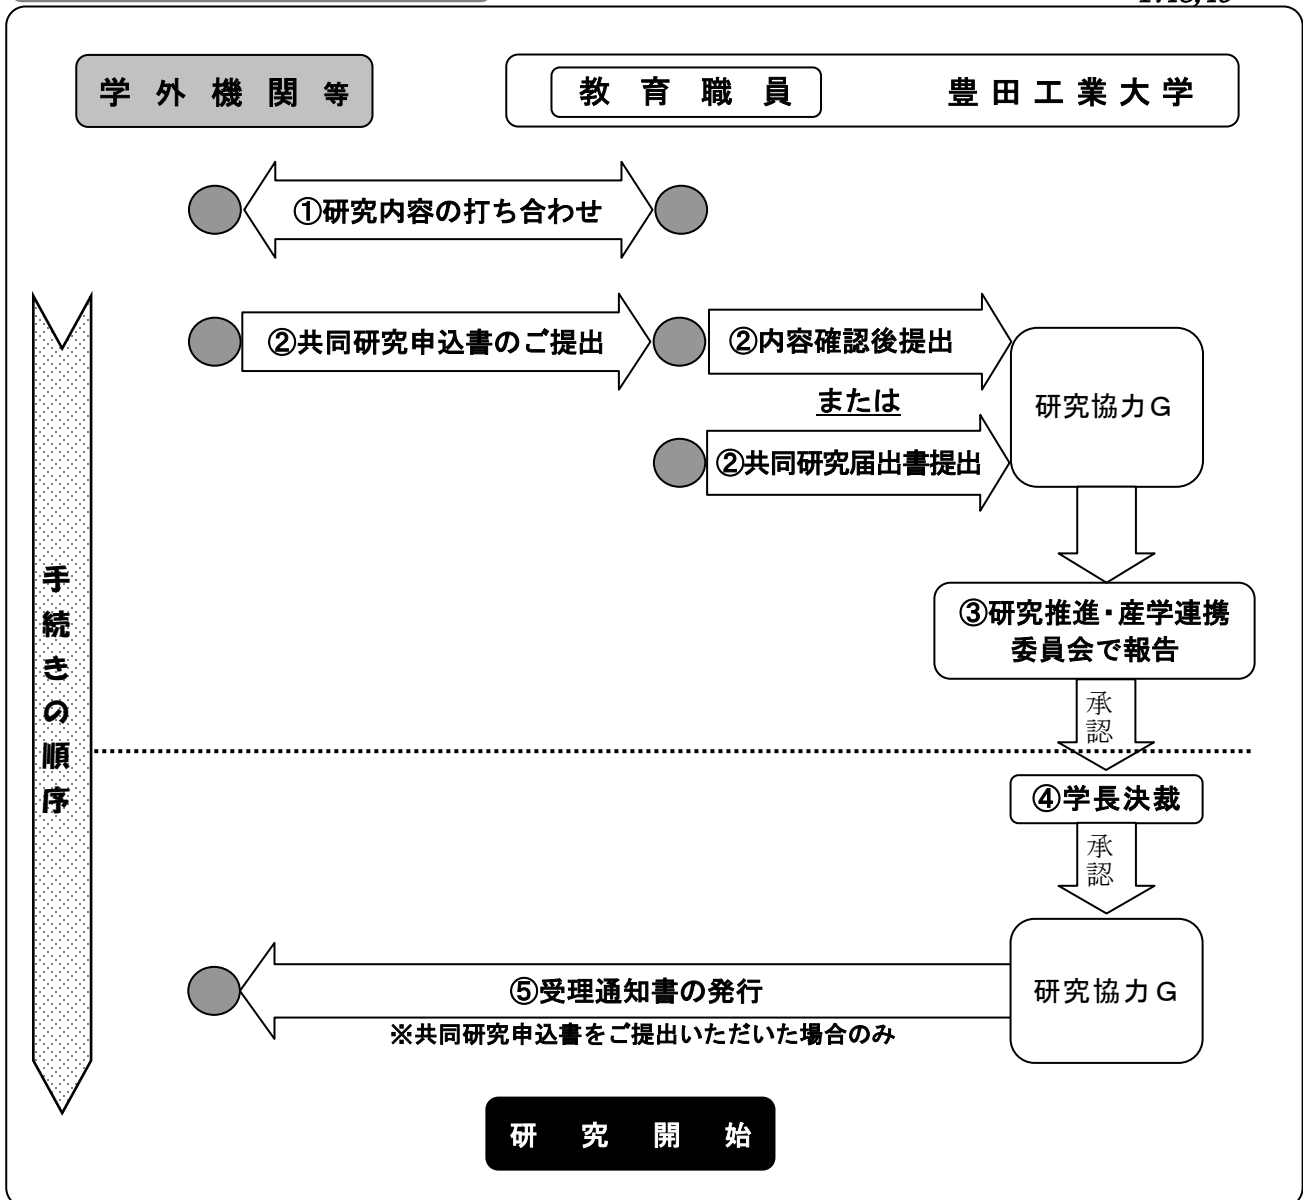 学外機関等
教育職員 豊田工業大学
①研究内容の打ち合わせ
②共同研究申込書のご提出
②内容確認後提出
または
②共同研究届出書提出
研究協力G
③研究推進・産学連携
委員会で報告
承認
④学長決裁
承認
研究協力G
⑤受理通知書の発行
※共同研究申込書をご提出いただいた場合のみ
手続きの順序
研究開始